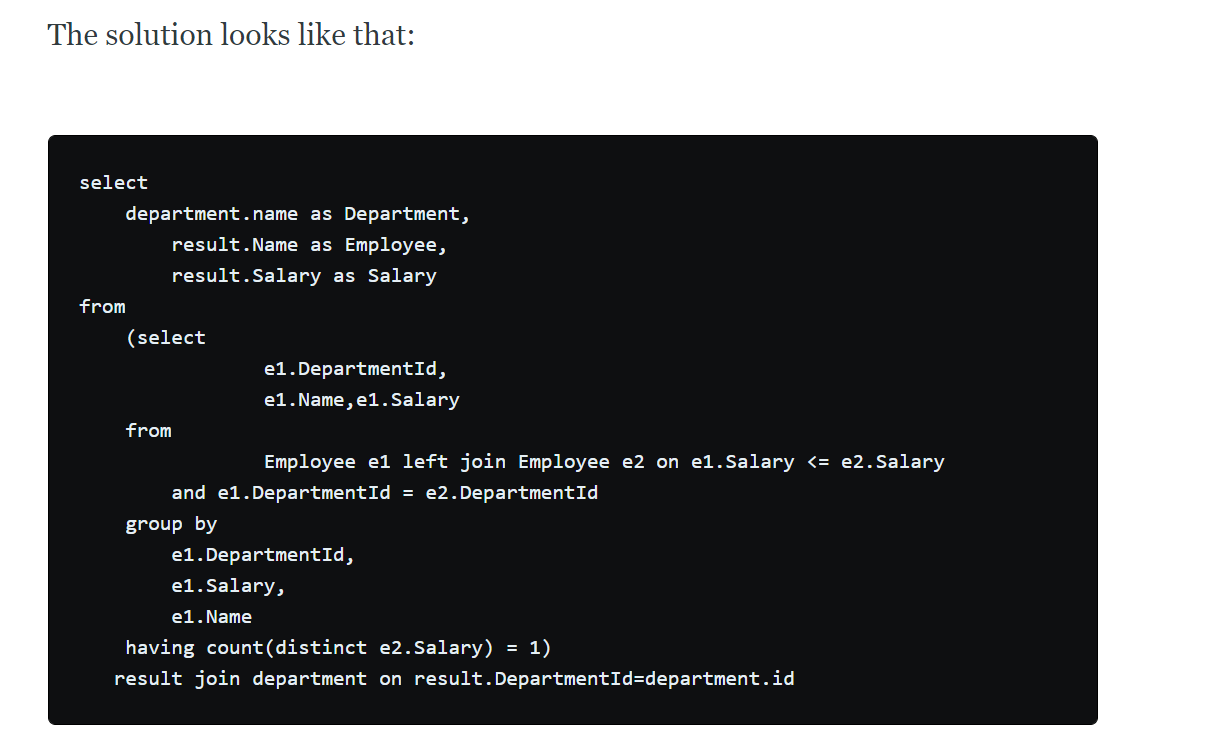 The solution looks like that:
select
department.name as Department,
result.Name as Employee,
result.Salary as Salary
from
(select
e1.DepartmentId,
e1.Name,e1.Salary
from
Employee e1 left join Employee e2 on e1.Salary <= e2.Salary
and e1.DepartmentId = e2.DepartmentId
group by
e1.DepartmentId,
e1.Salary,
e1.Name
having count(distinct e2.Salary) = 1)
result join department on result.DepartmentId=department.id